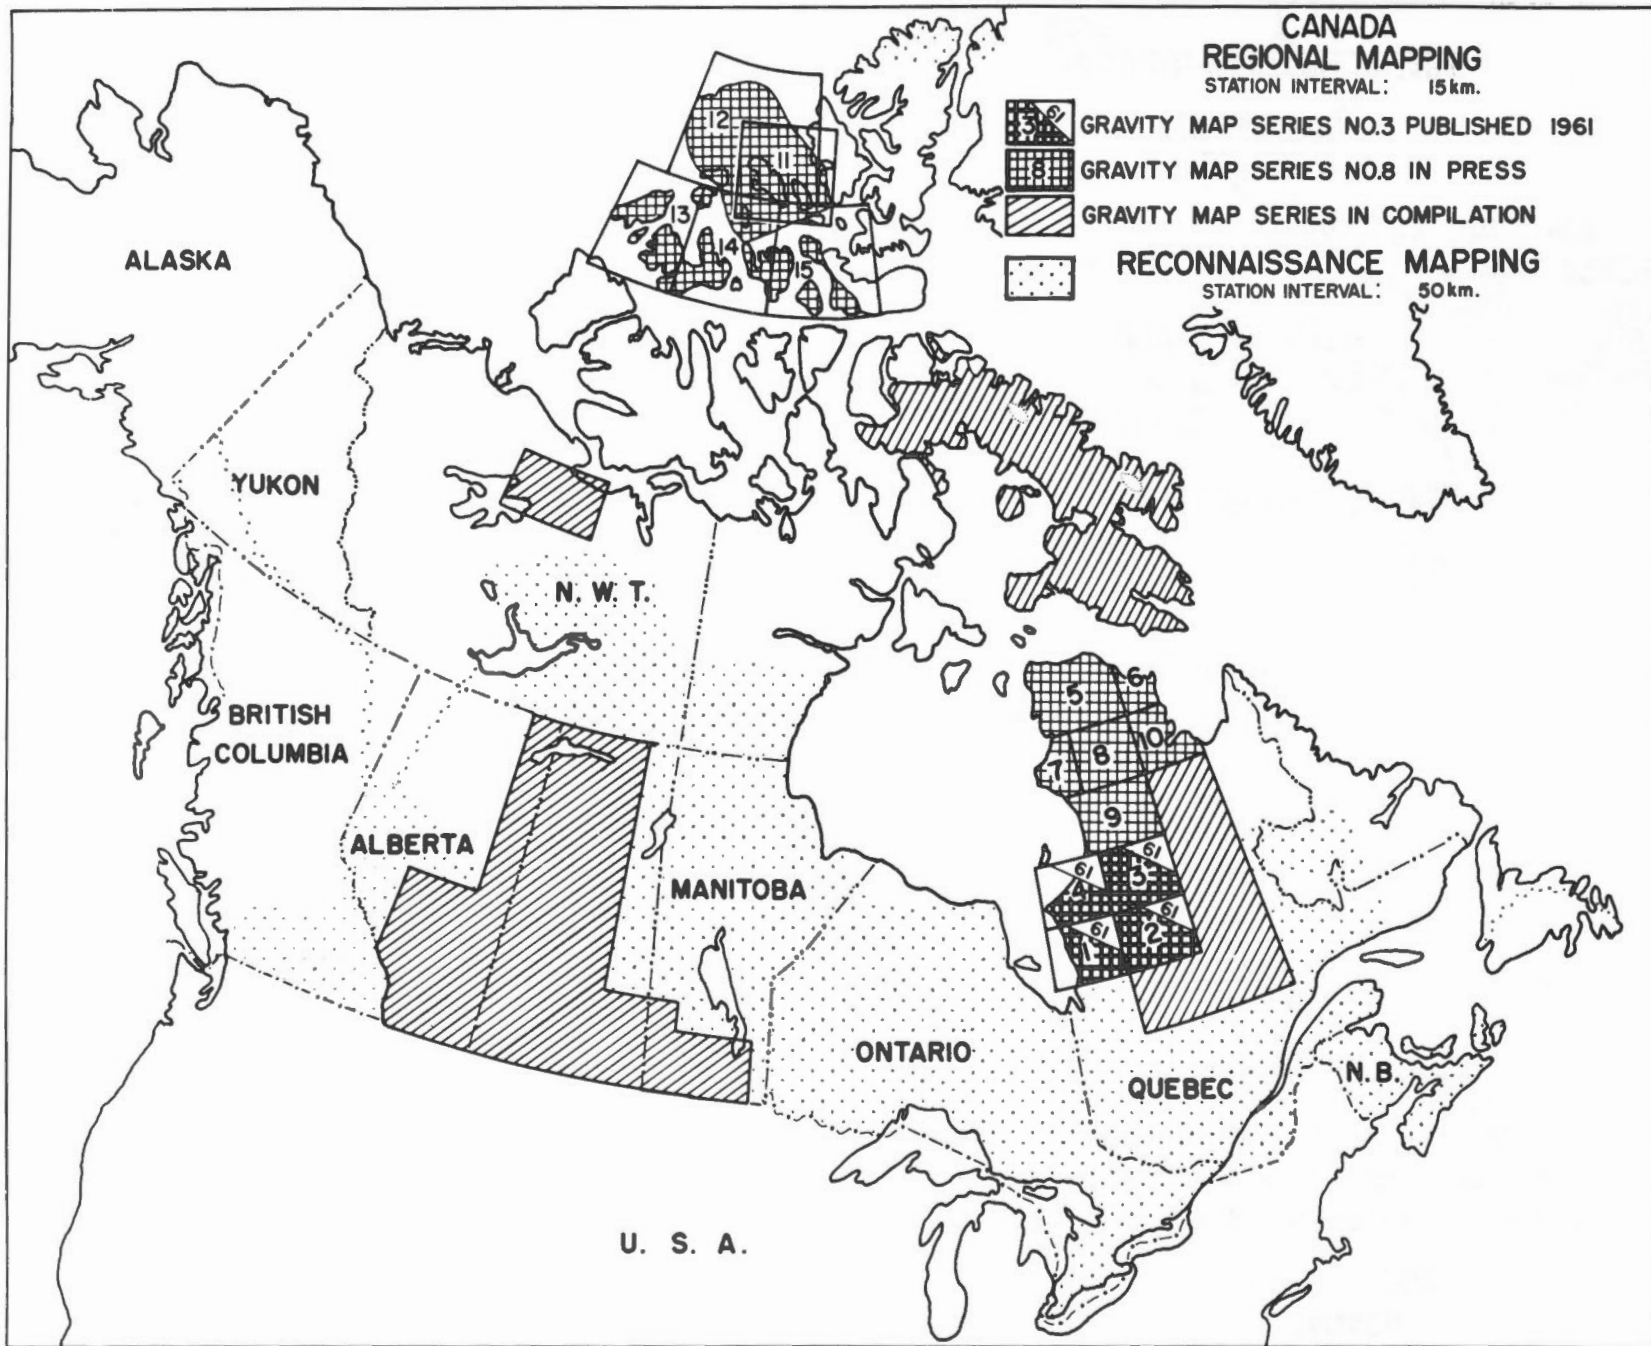 CANADA
REGIONAL MAPPING
STATION INTERVAL: 15km.
3 61 GRAVITY MAP SERIES NO.3 PUBLISHED 1961
8 GRAVITY MAP SERIES NO.8 IN PRESS
GRAVITY MAP SERIES IN COMPILATION
RECONNAISSANCE MAPPING
STATION INTERVAL: 50km.
12
11
13
14
15
ALASKA
YUKON
N. W. T.
BRITISH
COLUMBIA
ALBERTA
MANITOBA
ONTARIO
QUEBEC
N.B.
U. S. A.
5
6
7
8
10
9
61
61
4
3
61
61
1
2